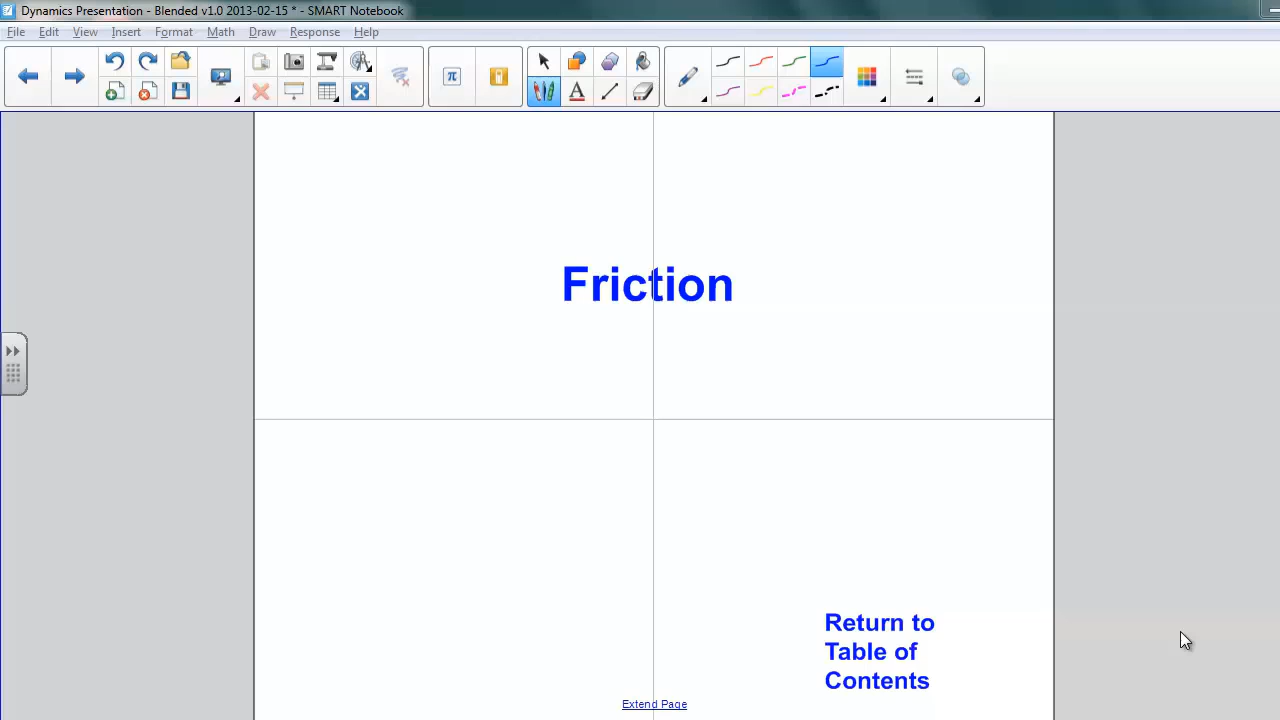 Dynamics Presentation - Blended v1.0 2013-02-15 * - SMART Notebook
File Edit View Insert Format Math Draw Response Help
π
A
Friction
Return to
Table of
Contents
Extend Page